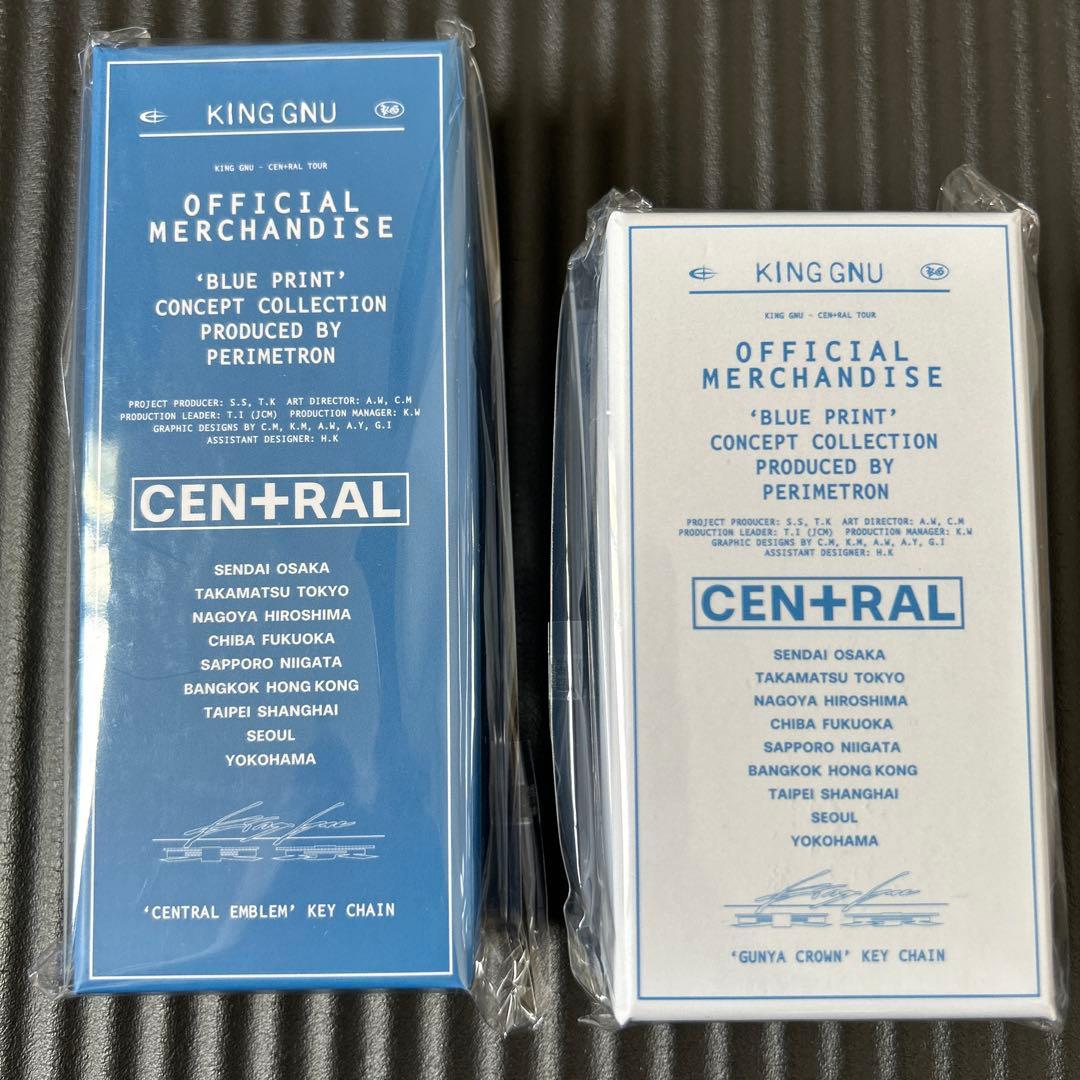 KING GNU
KING GNU - CEN+RAL TOUR
OFFICIAL
MERCHANDISE
'BLUE PRINT'
CONCEPT COLLECTION
PRODUCED BY
PERIMETRON
PROJECT PRODUCER: S.S, T.K ART DIRECTOR: A.W, C.M
PRODUCTION LEADER: T.I (JCM) PRODUCTION MANAGER: K.W
GRAPHIC DESIGNS BY C.M, K.M, A.W, A.Y, G.I
ASSISTANT DESIGNER: H.K
CEN+RAL
SENDAI OSAKA
TAKAMATSU TOKYO
NAGOYA HIROSHIMA
CHIBA FUKUOKA
SAPPORO NIIGATA
BANGKOK HONG KONG
TAIPEI SHANGHAI
SEOUL
YOKOHAMA
'CENTRAL EMBLEM' KEY CHAIN
KING GNU
KING GNU - CEN+RAL TOUR
OFFICIAL
MERCHANDISE
'BLUE PRINT'
CONCEPT COLLECTION
PRODUCED BY
PERIMETRON
PROJECT PRODUCER: S.S, T.K ART DIRECTOR: A.W, C.M
PRODUCTION LEADER: T.I (JCM) PRODUCTION MANAGER: K.W
GRAPHIC DESIGNS BY C.M, K.M, A.W, A.Y, G.I
ASSISTANT DESIGNER: H.K
CEN+RAL
SENDAI OSAKA
TAKAMATSU TOKYO
NAGOYA HIROSHIMA
CHIBA FUKUOKA
SAPPORO NIIGATA
BANGKOK HONG KONG
TAIPEI SHANGHAI
SEOUL
YOKOHAMA
'GUNYA CROWN' KEY CHAIN